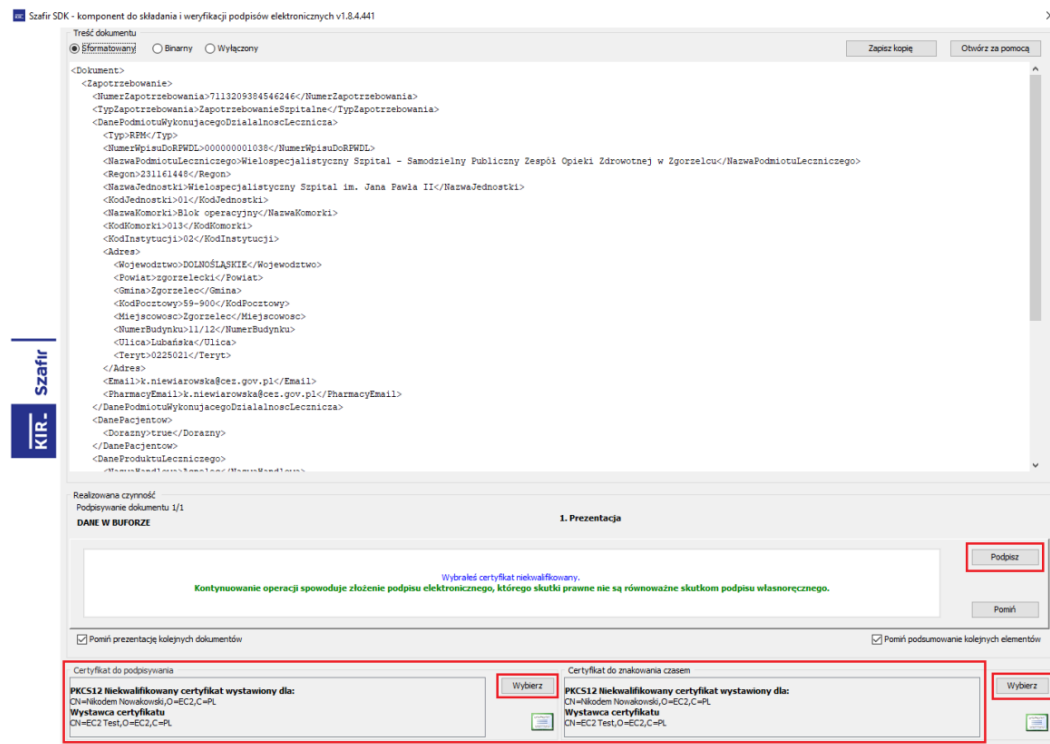 Szafir SDK - komponent do składania i weryfikacji podpisów elektronicznych v1.8.4.441
Treść dokumentu
Sformatowany Binarny Wyłączony Zapisz kopię Otwórz za pomocą
<Dokument>
<Zapotrzebowanie>
<NumerZapotrzebowania>7113209384546246</NumerZapotrzebowania>
<TypZapotrzebowania>ZapotrzebowanieSzpitalne</TypZapotrzebowania>
<DanePodmiotuWykonujacegoDzialalnoscLecznicza>
<Typ>RPM</Typ>
<NumerWpisuDoRPWDL>000000001038</NumerWpisuDoRPWDL>
<NazwaPodmiotuLeczniczego>Wielospecjalistyczny Szpital - Samodzielny Publiczny Zespół Opieki Zdrowotnej w Zgorzelcu</NazwaPodmiotuLeczniczego>
<Regon>231161448</Regon>
<NazwaJednostki>Wielospecjalistyczny Szpital im. Jana Pawła II</NazwaJednostki>
<KodJednostki>01</KodJednostki>
<NazwaKomorki>Blok operacyjny</NazwaKomorki>
<KodKomorki>013</KodKomorki>
<KodInstytucji>02</KodInstytucji>
<Adres>
<Wojewodztwo>DOLNOŚLĄSKIE</Wojewodztwo>
<Powiat>zgorzelecki</Powiat>
<Gmina>Zgorzelec</Gmina>
<KodPocztowy>59-900</KodPocztowy>
<Miejscowosc>Zgorzelec</Miejscowosc>
<NumerBudynku>11/12</NumerBudynku>
<Ulica>Lubańska</Ulica>
<Teryt>0225021</Teryt>
</Adres>
<Email>k.niewiarowska@cez.gov.pl</Email>
<PharmacyEmail>k.niewiarowska@cez.gov.pl</PharmacyEmail>
</DanePodmiotuWykonujacegoDzialalnoscLecznicza>
<DanePacjentow>
<Dorazny>true</Dorazny>
</DanePacjentow>
<DaneProduktuLeczniczego>
KIR Szafir
Realizowana czynność
Podpisywanie dokumentu 1/1
DANE W BUFORZE
1. Prezentacja
Podpisz
Wybrałeś certyfikat niekwalifikowany.
Kontynuowanie operacji spowoduje złożenie podpisu elektronicznego, którego skutki prawne nie są równoważne skutkom podpisu własnoręcznego.
Pomiń
Pomiń prezentację kolejnych dokumentów Pomiń podsumowanie kolejnych elementów
Certyfikat do podpisywania
PKCS12 Niekwalifikowany certyfikat wystawiony dla:
CN=Nikodem Nowakowski,O=EC2,C=PL
Wystawca certyfikatu
CN=EC2 Test,O=EC2,C=PL
Wybierz
Certyfikat do znakowania czasem
PKCS12 Niekwalifikowany certyfikat wystawiony dla:
CN=Nikodem Nowakowski,O=EC2,C=PL
Wystawca certyfikatu
CN=EC2 Test,O=EC2,C=PL
Wybierz